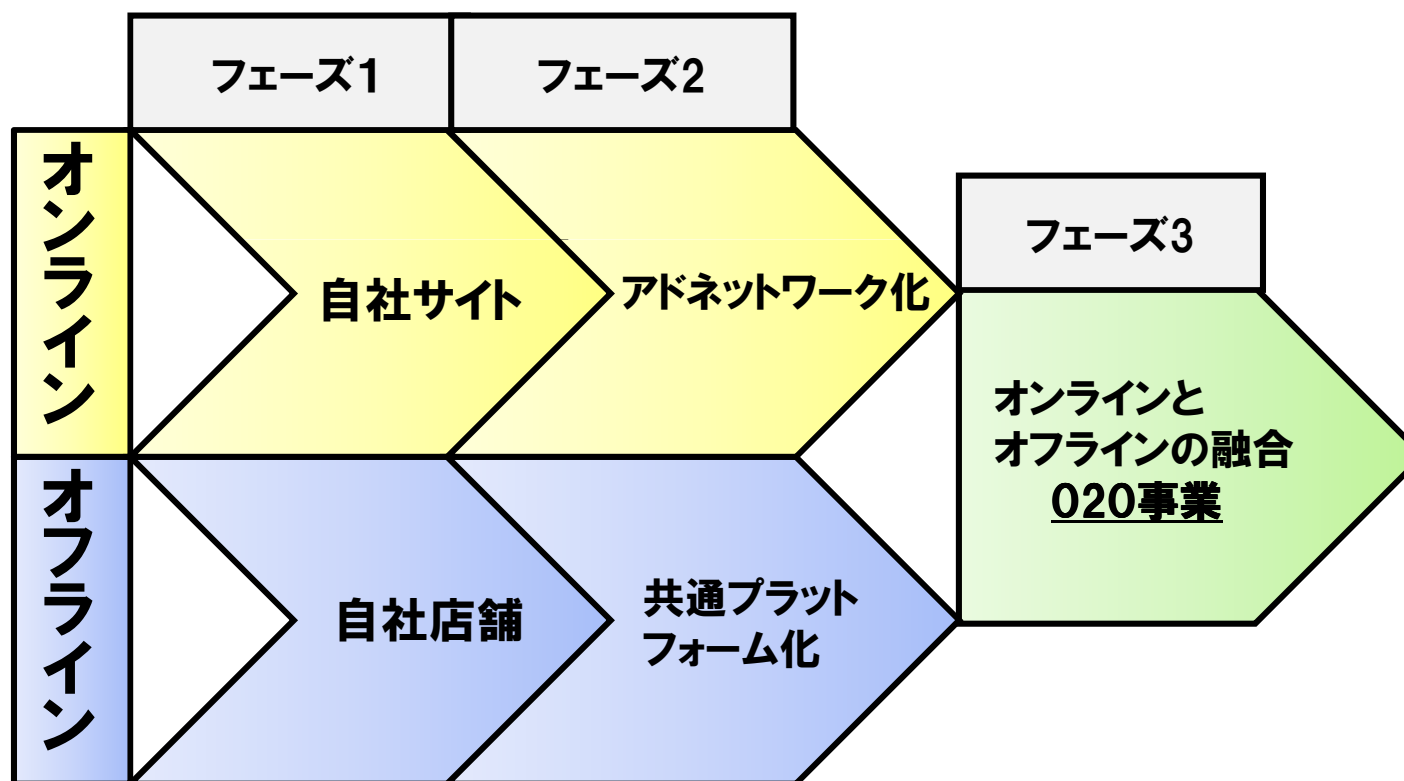 フェーズ1
フェーズ2
オンライン
自社サイト
アドネットワーク化
フェーズ3
オンラインと
オフラインの融合
O2O事業
オフライン
自社店舗
共通プラット
フォーム化